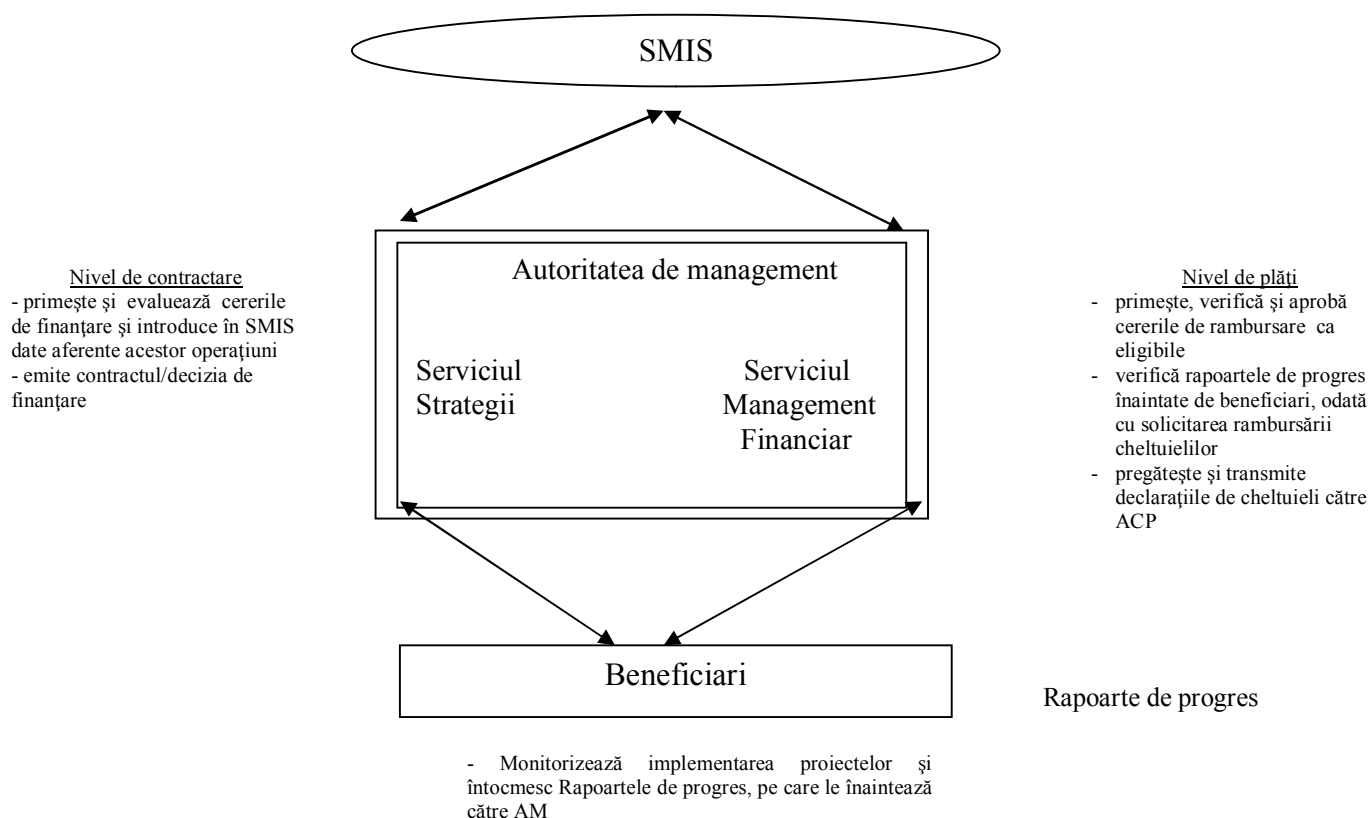 SMIS
Autoritatea de management
Nivel de contractare
- primeşte şi evaluează cererile
de finanţare şi introduce în SMIS
date aferente acestor operaţiuni
- emite contractul/decizia de
finanţare
Serviciul
Strategii
Serviciul
Management
Financiar
Nivel de plăţi
- primeşte, verifică şi aprobă
cererile de rambursare ca
eligibile
- verifică rapoartele de progres
înaintate de beneficiari, odată
cu solicitarea rambursării
cheltuielilor
- pregăteşte şi transmite
declaraţiile de cheltuieli către
ACP
Beneficiari
Rapoarte de progres
- Monitorizează implementarea proiectelor şi
întocmesc Rapoartele de progres, pe care le înaintează
către AM